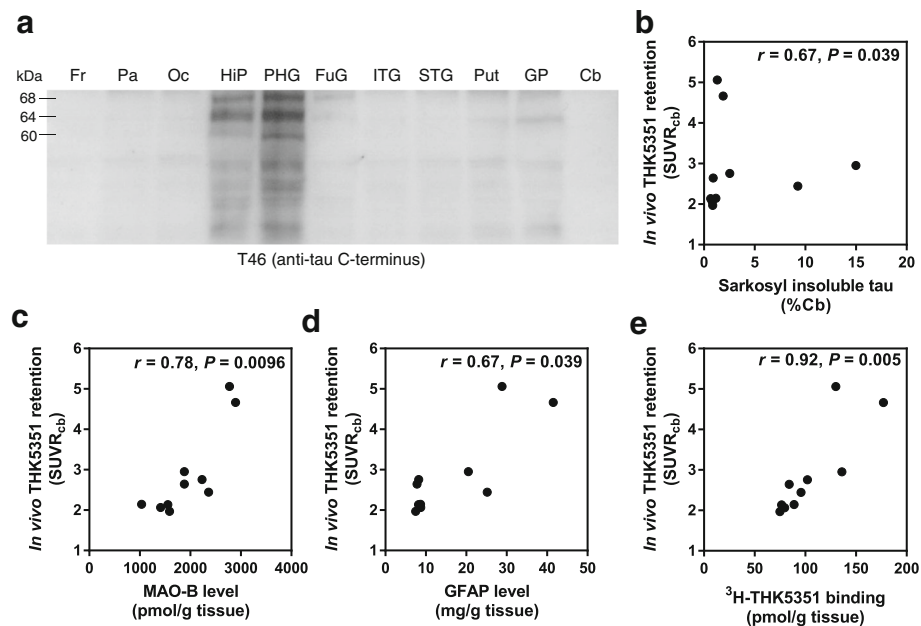 a
kDa Fr Pa Oc HiP PHG FuG ITG STG Put GP Cb
68
64
60
T46 (anti-tau C-terminus)
b
r = 0.67, P = 0.039
In vivo THK5351 retention
(SUVRcb)
6
5
4
3
2
1
0 5 10 15 20
Sarkosyl insoluble tau
(%Cb)
c
r = 0.78, P = 0.0096
In vivo THK5351 retention
(SUVRcb)
6
5
4
3
2
1
0 1000 2000 3000 4000
MAO-B level
(pmol/g tissue)
d
r = 0.67, P = 0.039
In vivo THK5351 retention
(SUVRcb)
6
5
4
3
2
1
0 10 20 30 40 50
GFAP level
(mg/g tissue)
e
r = 0.92, P = 0.005
In vivo THK5351 retention
(SUVRcb)
6
5
4
3
2
1
0 50 100 150 200
³H-THK5351 binding
(pmol/g tissue)